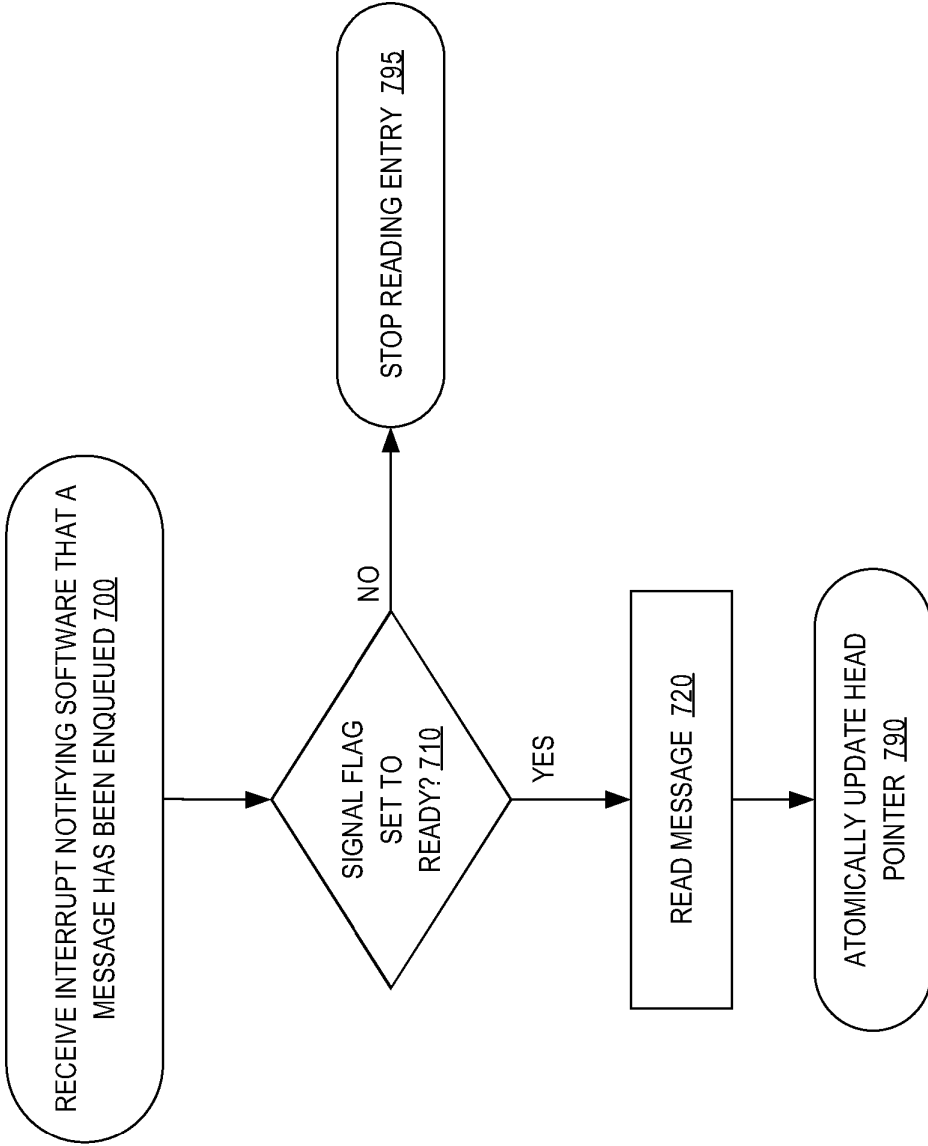 RECEIVE INTERRUPT NOTIFYING SOFTWARE THAT A
MESSAGE HAS BEEN ENQUEUED 700
SIGNAL FLAG
SET TO
READY? 710
NO
STOP READING ENTRY 795
YES
READ MESSAGE 720
ATOMICALLY UPDATE HEAD
POINTER 790